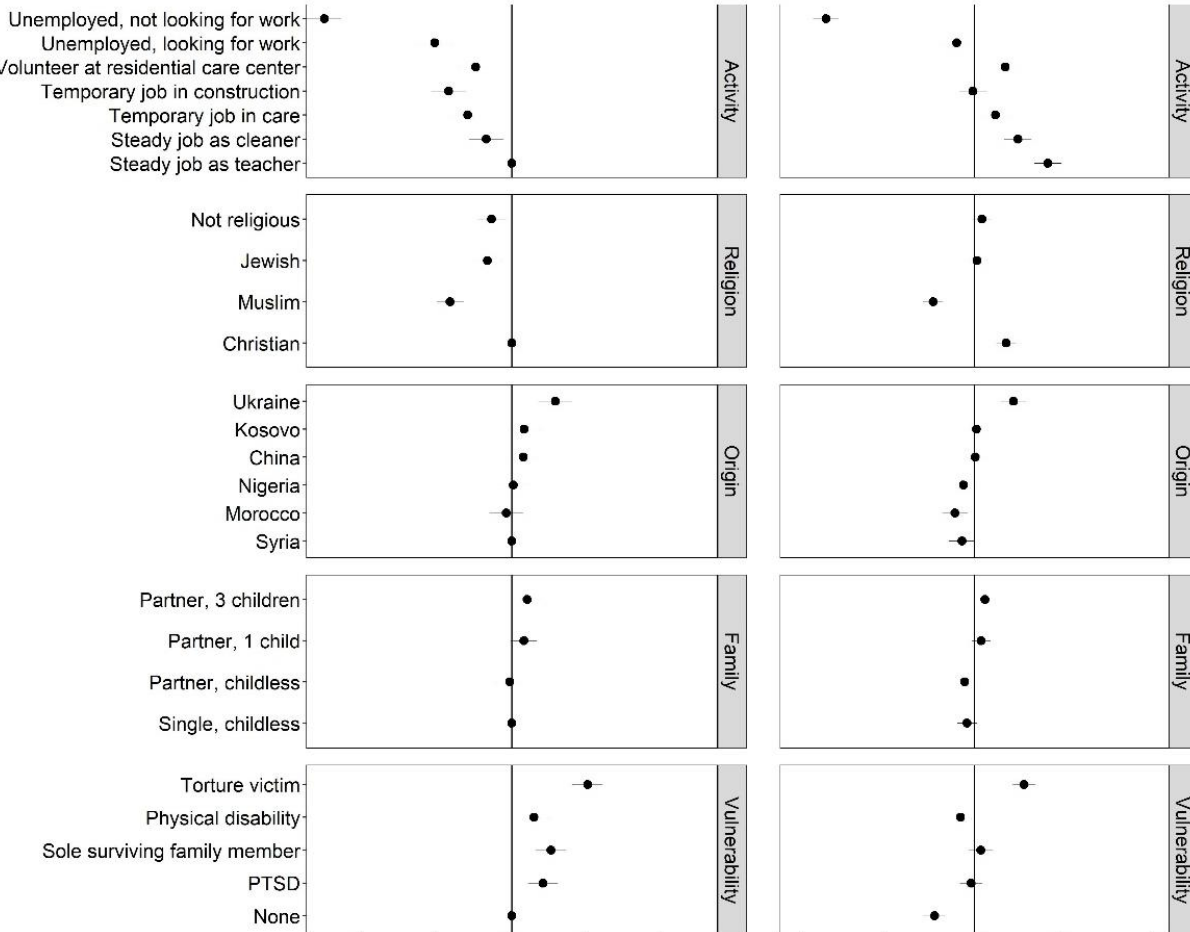 Unemployed, not looking for work
Unemployed, looking for work
Volunteer at residential care center
Temporary job in construction
Temporary job in care
Steady job as cleaner
Steady job as teacher
Activity
Activity
Not religious
Jewish
Muslim
Christian
Religion
Religion
Ukraine
Kosovo
China
Nigeria
Morocco
Syria
Origin
Origin
Partner, 3 children
Partner, 1 child
Partner, childless
Single, childless
Family
Family
Torture victim
Physical disability
Sole surviving family member
PTSD
None
Vulnerability
Vulnerability